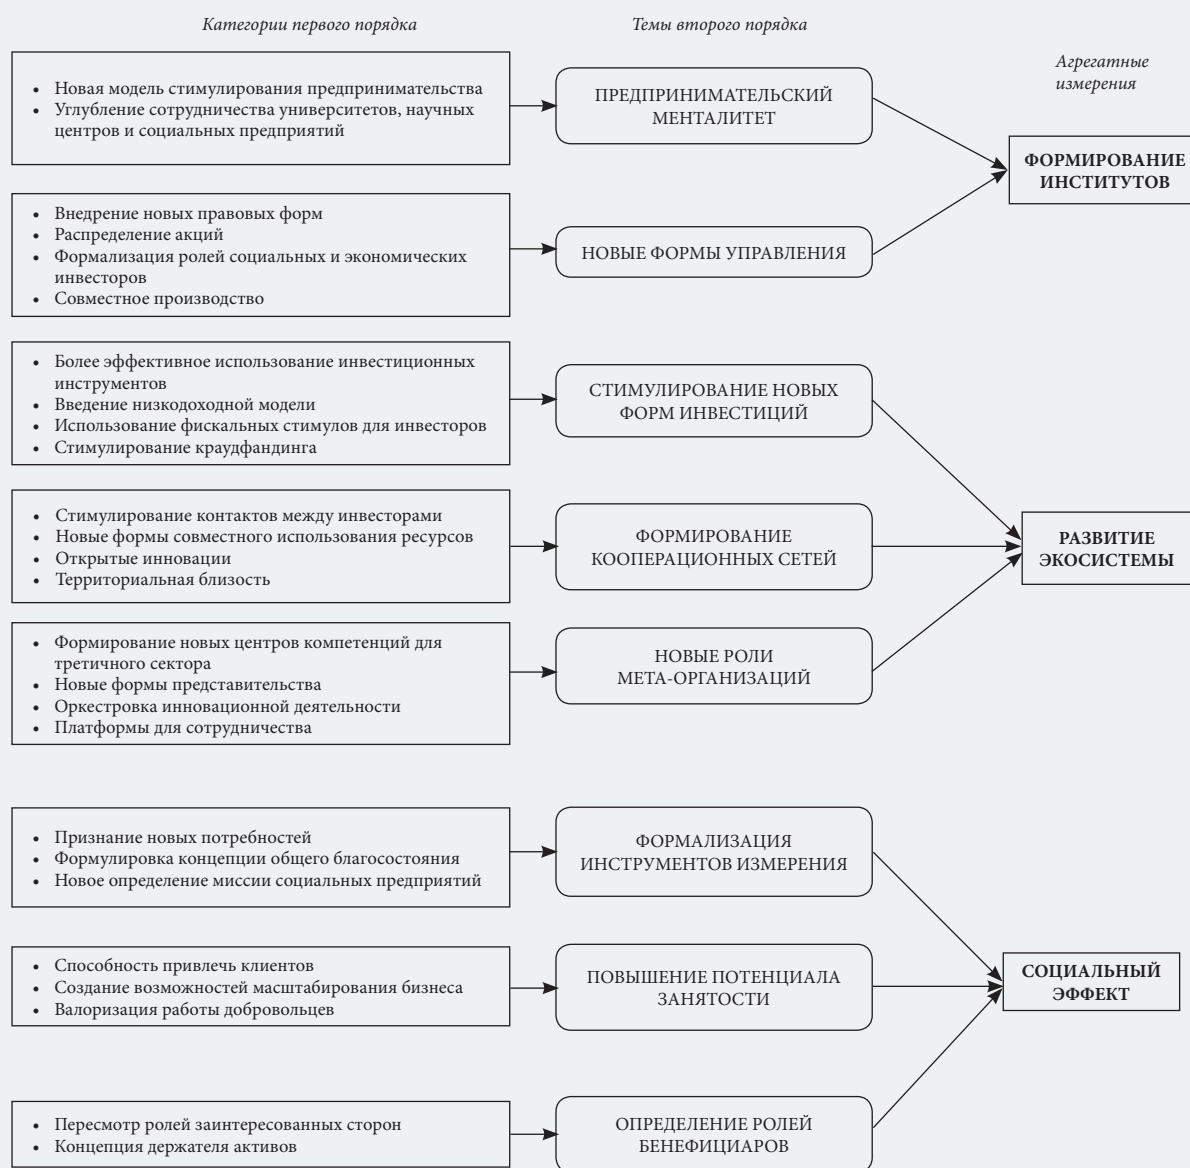 Категории первого порядка
Темы второго порядка
Агрегатные
измерения
• Новая модель стимулирования предпринимательства
• Углубление сотрудничества университетов, научных
центров и социальных предприятий
ПРЕДПРИНИМАТЕЛЬСКИЙ
МЕНТАЛИТЕТ
ФОРМИРОВАНИЕ
ИНСТИТУТОВ
• Внедрение новых правовых форм
• Распределение акций
• Формализация ролей социальных и экономических
инвесторов
• Совместное производство
НОВЫЕ ФОРМЫ УПРАВЛЕНИЯ
• Более эффективное использование инвестиционных
инструментов
• Введение низкодоходной модели
• Использование фискальных стимулов для инвесторов
• Стимулирование краудфандинга
СТИМУЛИРОВАНИЕ НОВЫХ
ФОРМ ИНВЕСТИЦИЙ
• Стимулирование контактов между инвесторами
• Новые формы совместного использования ресурсов
• Открытые инновации
• Территориальная близость
ФОРМИРОВАНИЕ
КООПЕРАЦИОННЫХ СЕТЕЙ
РАЗВИТИЕ
ЭКОСИСТЕМЫ
• Формирование новых центров компетенций для
третичного сектора
• Новые формы представительства
• Оркестровка инновационной деятельности
• Платформы для сотрудничества
НОВЫЕ РОЛИ
МЕТА-ОРГАНИЗАЦИЙ
• Признание новых потребностей
• Формулировка концепции общего благосостояния
• Новое определение миссии социальных предприятий
ФОРМАЛИЗАЦИЯ
ИНСТРУМЕНТОВ ИЗМЕРЕНИЯ
• Способность привлечь клиентов
• Создание возможностей масштабирования бизнеса
• Валоризация работы добровольцев
ПОВЫШЕНИЕ ПОТЕНЦИАЛА
ЗАНЯТОСТИ
СОЦИАЛЬНЫЙ
ЭФФЕКТ
• Пересмотр ролей заинтересованных сторон
• Концепция держателя активов
ОПРЕДЕЛЕНИЕ РОЛЕЙ
БЕНЕФИЦИАРОВ